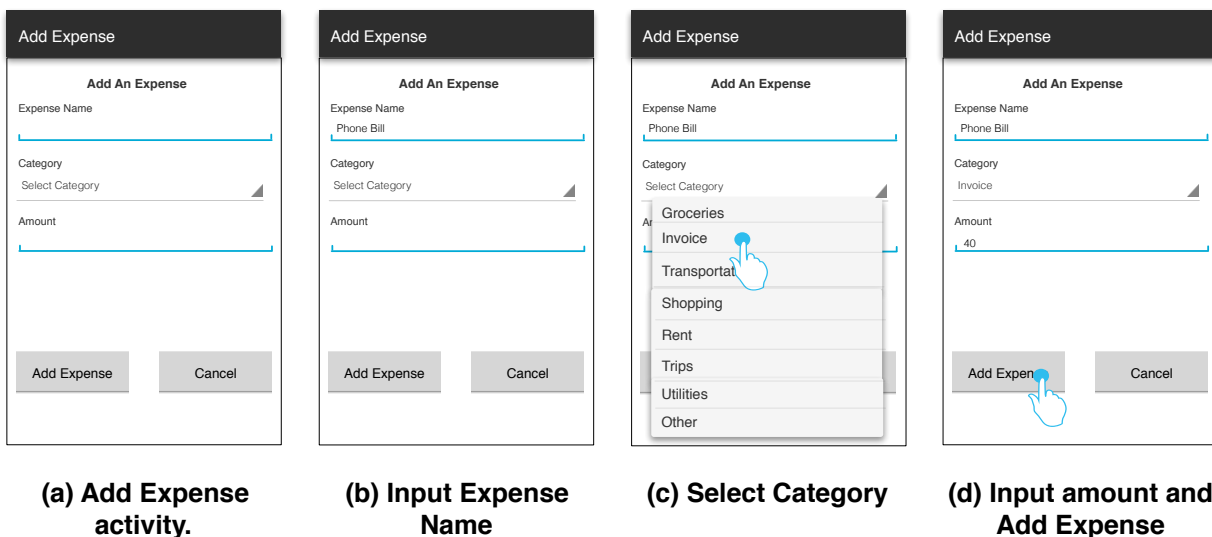 Add Expense
Add An Expense
Expense Name
Category
Select Category
Amount
Add Expense
Cancel
(a) Add Expense
activity.
Add Expense
Add An Expense
Expense Name
Phone Bill
Category
Select Category
Amount
Add Expense
Cancel
(b) Input Expense
Name
Add Expense
Add An Expense
Expense Name
Phone Bill
Category
Select Category
Groceries
Invoice
Shopping
Rent
Trips
Utilities
Other
(c) Select Category
Add Expense
Add An Expense
Expense Name
Phone Bill
Category
Invoice
Amount
40
Add Expen
Cancel
(d) Input amount and
Add Expense